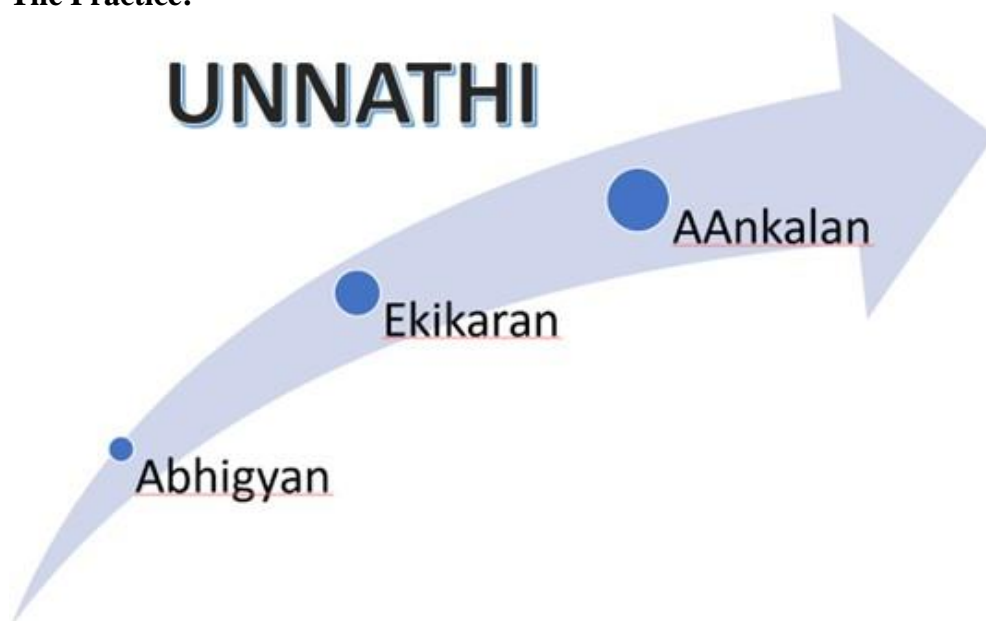 The Practice:
UNNATHI
AAnkalan
Ekikaran
Abhigyan